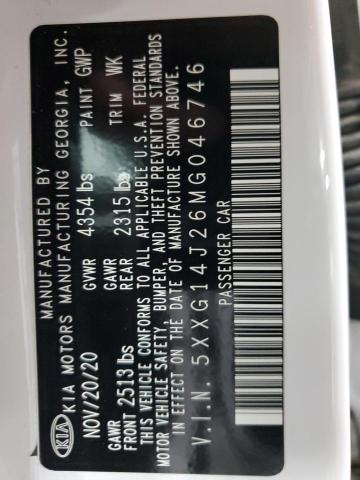 MANUFACTURED BY
KIA KIA MOTORS MANUFACTURING GEORGIA, INC.
NOV/20/20 GVWR 4354 lbs PAINT GWP
GAWR FRONT 2513 lbs GAWR REAR 2315 lbs TRIM WK
THIS VEHICLE CONFORMS TO ALL APPLICABLE U.S.A. FEDERAL
MOTOR VEHICLE SAFETY, BUMPER, AND THEFT PREVENTION STANDARDS
IN EFFECT ON THE DATE OF MANUFACTURE SHOWN ABOVE.
V.I.N. 5XXG14J26MG046746
PASSENGER CAR